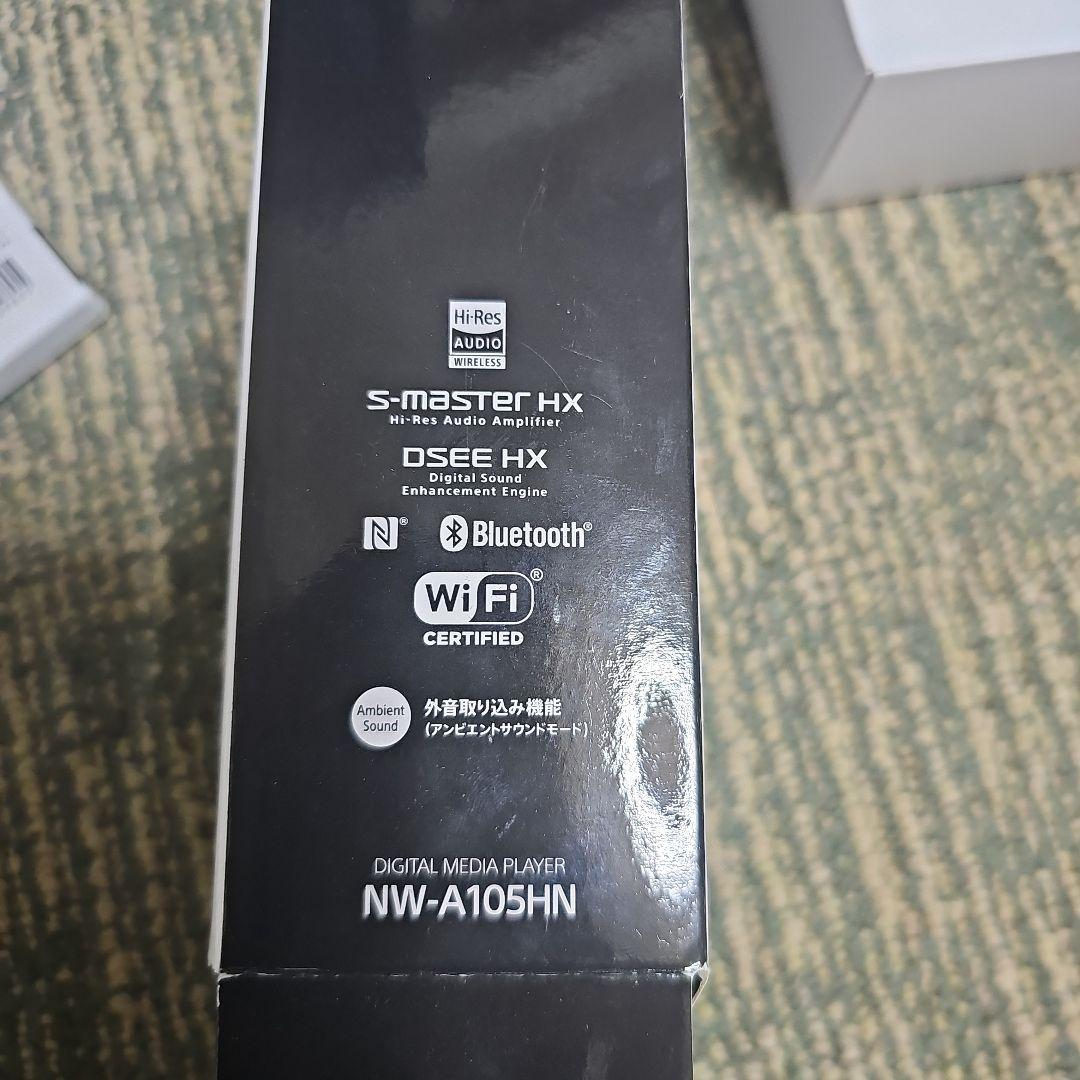 Hi-Res
AUDIO
WIRELESS
S-MASTER HX
Hi-Res Audio Amplifier
DSEE HX
Digital Sound
Enhancement Engine
N®
Bluetooth®
Wi Fi®
CERTIFIED
Ambient
Sound
外音取り込み機能
(アンビエントサウンドモード)
DIGITAL MEDIA PLAYER
NW-A105HN